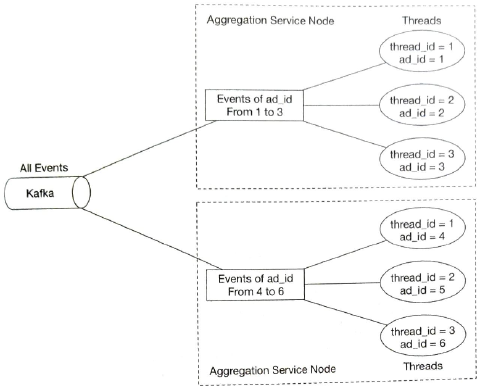 Aggregation Service Node
Threads
thread_id = 1
ad_id = 1
Events of ad_id
From 1 to 3
thread_id = 2
ad_id = 2
thread_id = 3
ad_id = 3
All Events
Kafka
thread_id = 1
ad_id = 4
Events of ad_id
From 4 to 6
thread_id = 2
ad_id = 5
thread_id = 3
ad_id = 6
Aggregation Service Node
Threads